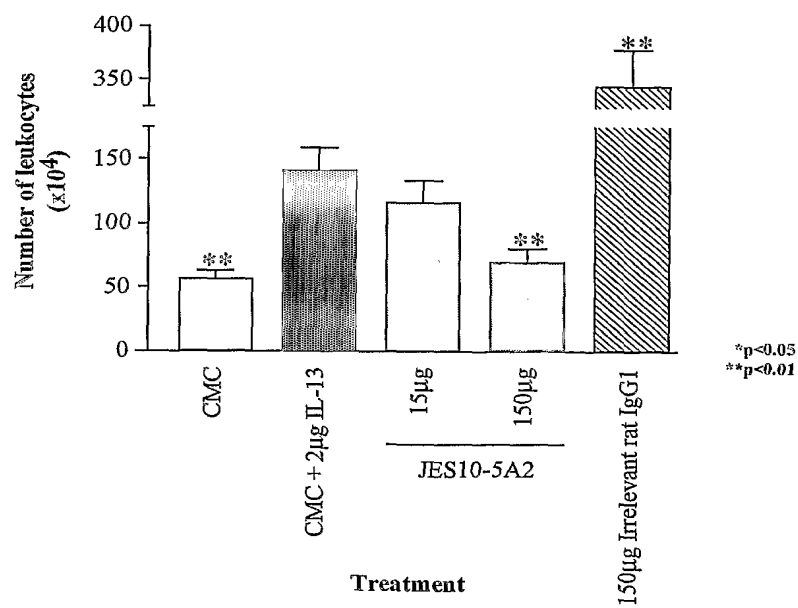 400
350
150
100
50
0
Number of leukocytes
(x10⁴)
**
**
**
CMC
CMC + 2µg IL-13
15µg
150µg
JES10-5A2
150µg Irrelevant rat IgG1
Treatment
*p<0.05
**p<0.01